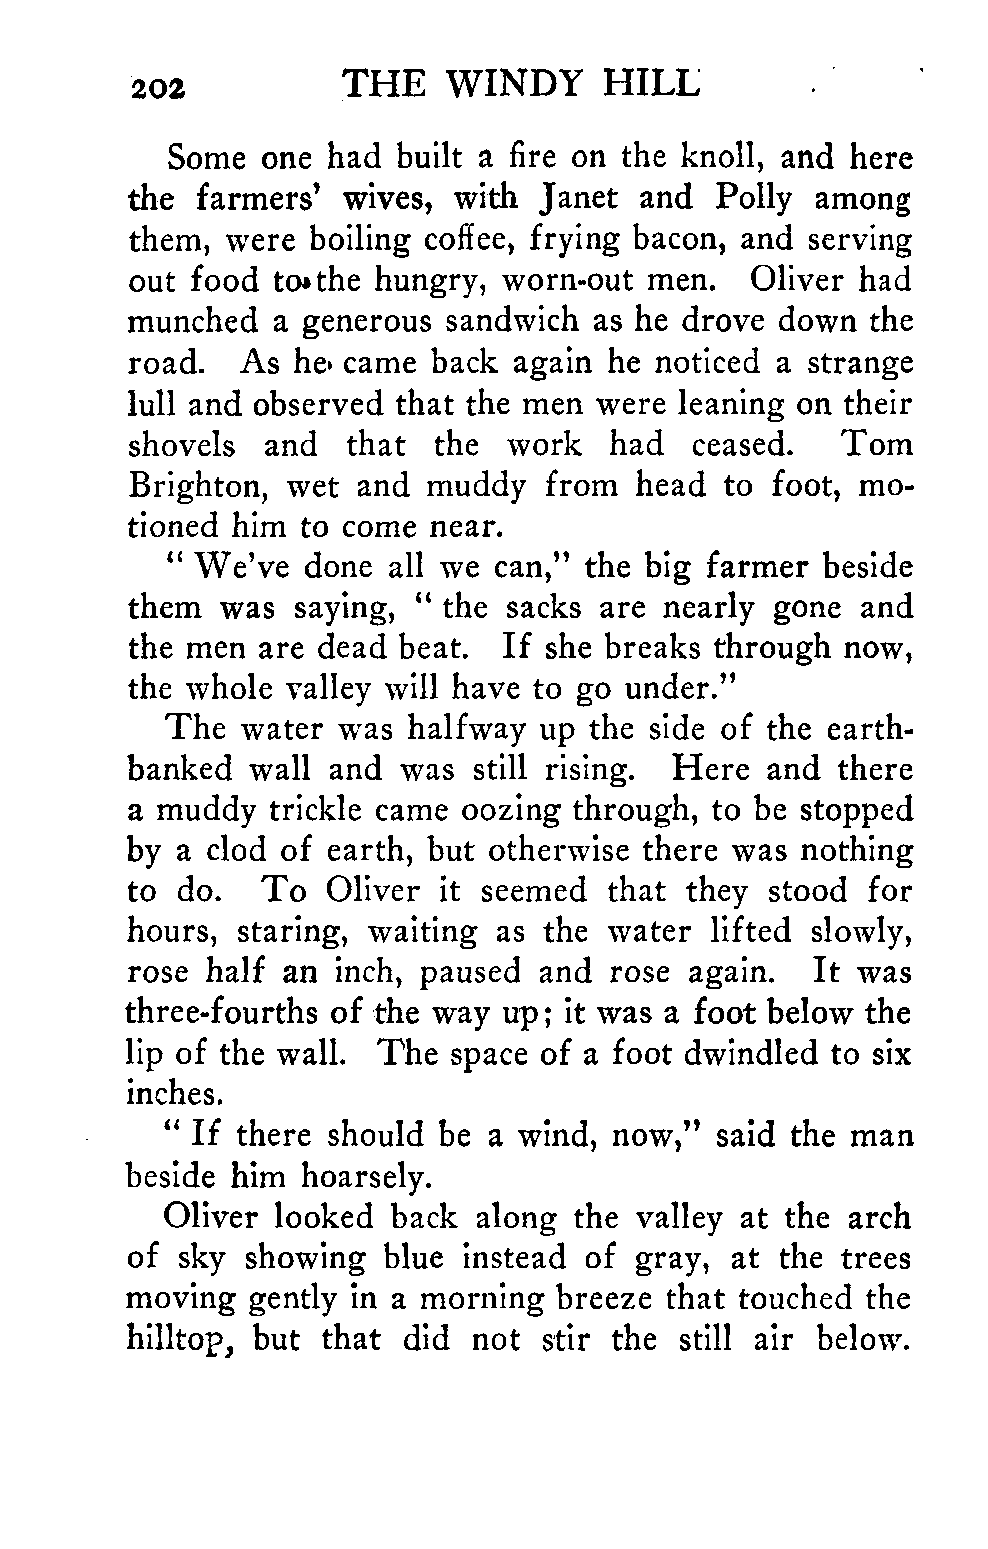 202 THE WINDY HILL
Some one had built a fire on the knoll, and here
the farmers' wives, with Janet and Polly among
them, were boiling coffee, frying bacon, and serving
out food to the hungry, worn-out men. Oliver had
munched a generous sandwich as he drove down the
road. As he came back again he noticed a strange
lull and observed that the men were leaning on their
shovels and that the work had ceased. Tom
Brighton, wet and muddy from head to foot, mo-
tioned him to come near.
" We've done all we can," the big farmer beside
them was saying, " the sacks are nearly gone and
the men are dead beat. If she breaks through now,
the whole valley will have to go under."
The water was halfway up the side of the earth-
banked wall and was still rising. Here and there
a muddy trickle came oozing through, to be stopped
by a clod of earth, but otherwise there was nothing
to do. To Oliver it seemed that they stood for
hours, staring, waiting as the water lifted slowly,
rose half an inch, paused and rose again. It was
three-fourths of the way up; it was a foot below the
lip of the wall. The space of a foot dwindled to six
inches.
" If there should be a wind, now," said the man
beside him hoarsely.
Oliver looked back along the valley at the arch
of sky showing blue instead of gray, at the trees
moving gently in a morning breeze that touched the
hilltop, but that did not stir the still air below.